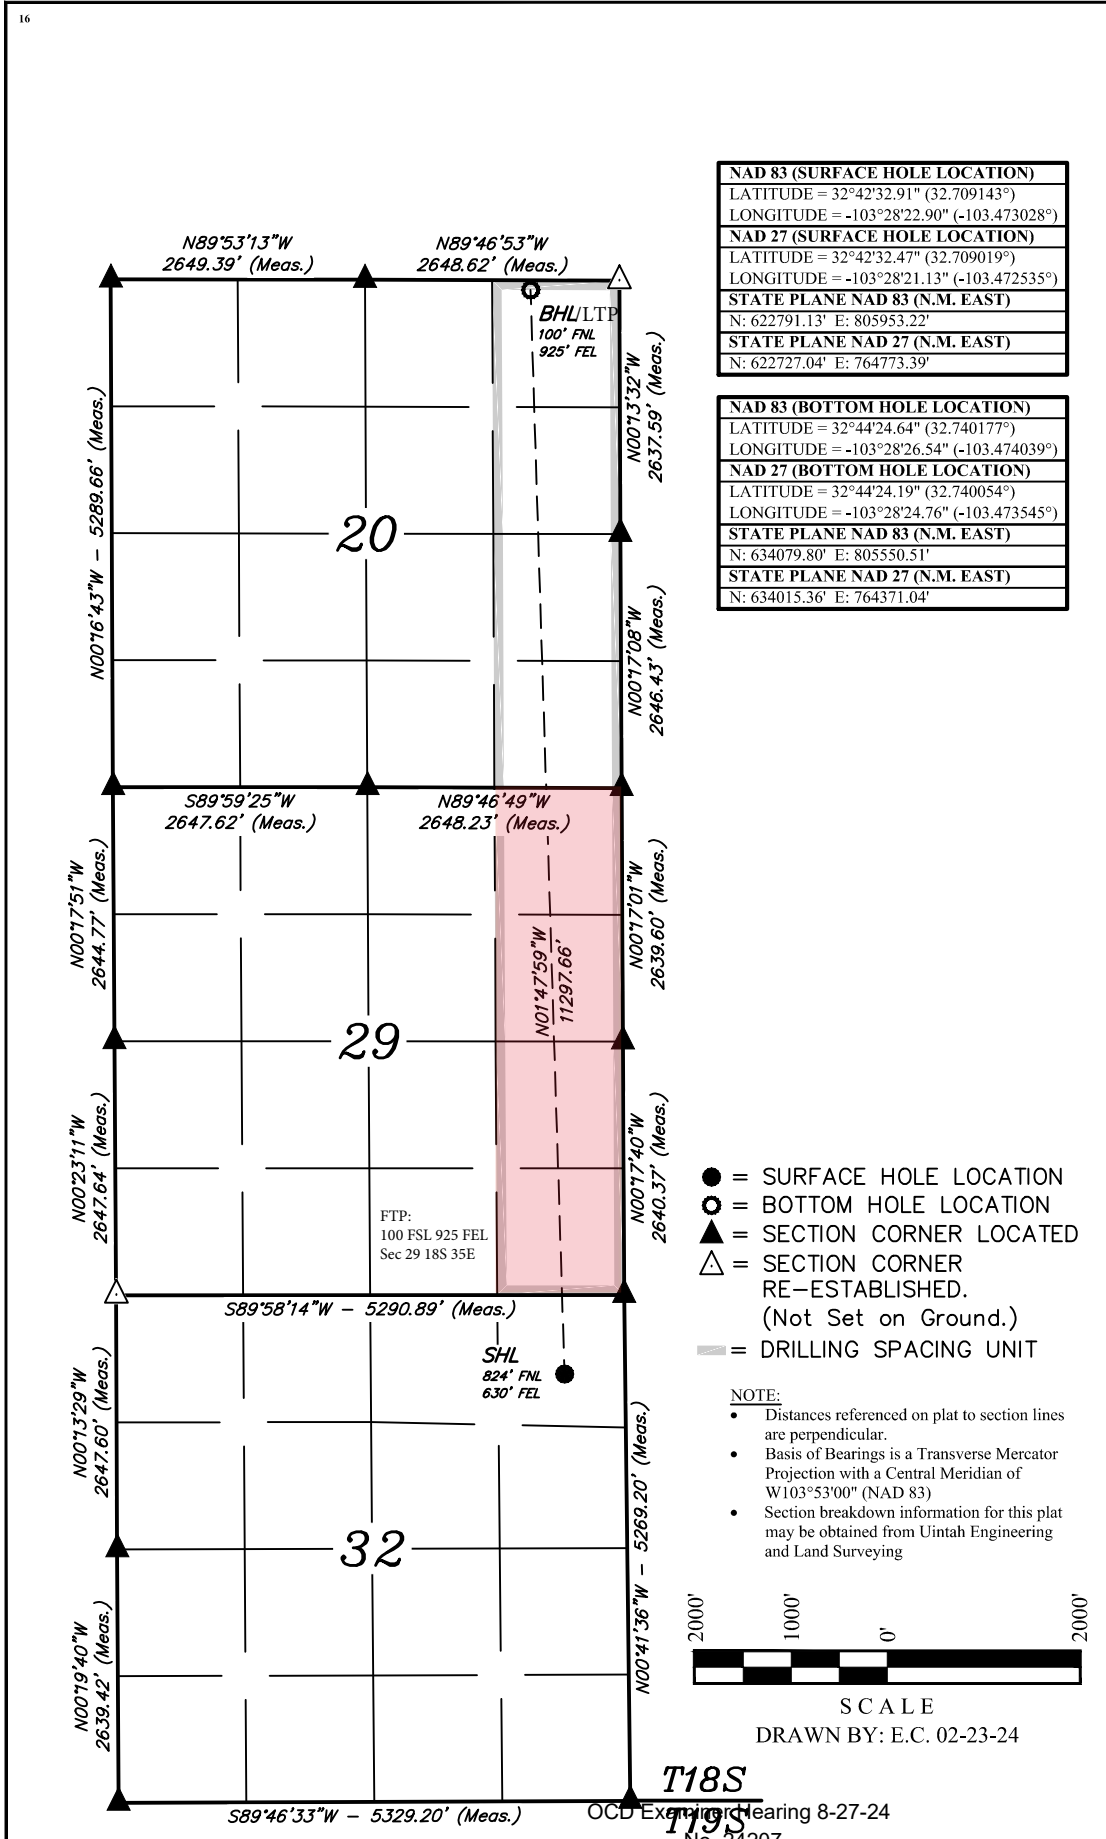 16
NAD 83 (SURFACE HOLE LOCATION)
LATITUDE = 32°42'32.91" (32.709143°)
LONGITUDE = -103°28'22.90" (-103.473028°)
NAD 27 (SURFACE HOLE LOCATION)
LATITUDE = 32°42'32.47" (32.709019°)
LONGITUDE = -103°28'21.13" (-103.472535°)
STATE PLANE NAD 83 (N.M. EAST)
N: 622791.13' E: 805953.22'
STATE PLANE NAD 27 (N.M. EAST)
N: 622727.04' E: 764773.39'
NAD 83 (BOTTOM HOLE LOCATION)
LATITUDE = 32°44'24.64" (32.740177°)
LONGITUDE = -103°28'26.54" (-103.474039°)
NAD 27 (BOTTOM HOLE LOCATION)
LATITUDE = 32°44'24.19" (32.740054°)
LONGITUDE = -103°28'24.76" (-103.473545°)
STATE PLANE NAD 83 (N.M. EAST)
N: 634079.80' E: 805550.51'
STATE PLANE NAD 27 (N.M. EAST)
N: 634015.36' E: 764371.04'
N89°53'13"W
2649.39' (Meas.)
N89°46'53"W
2648.62' (Meas.)
BHL/LTP
100' FNL
925' FEL
N00°13'32"W
2637.59' (Meas.)
N00°16'43"W – 5289.66' (Meas.)
20
N00°17'08"W
2646.43' (Meas.)
S89°59'25"W
2647.62' (Meas.)
N89°46'49"W
2648.23' (Meas.)
N00°17'51"W
2644.77' (Meas.)
N01°47'59"W
11297.66'
N00°17'01"W
2639.60' (Meas.)
29
N00°23'11"W
2647.64' (Meas.)
N00°17'40"W
2640.37' (Meas.)
FTP:
100 FSL 925 FEL
Sec 29 18S 35E
S89°58'14"W – 5290.89' (Meas.)
SHL
824' FNL
630' FEL
N00°13'29"W
2647.60' (Meas.)
N00°41'36"W – 5269.20' (Meas.)
32
N00°19'40"W
2639.42' (Meas.)
S89°46'33"W – 5329.20' (Meas.)
= SURFACE HOLE LOCATION
= BOTTOM HOLE LOCATION
= SECTION CORNER LOCATED
= SECTION CORNER
RE–ESTABLISHED.
(Not Set on Ground.)
= DRILLING SPACING UNIT
NOTE:
• Distances referenced on plat to section lines
are perpendicular.
• Basis of Bearings is a Transverse Mercator
Projection with a Central Meridian of
W103°53'00" (NAD 83)
• Section breakdown information for this plat
may be obtained from Uintah Engineering
and Land Surveying
2000' 1000' 0' 2000'
SCALE
DRAWN BY: E.C. 02-23-24
T18S
T19S
OCD Examiner Hearing 8-27-24